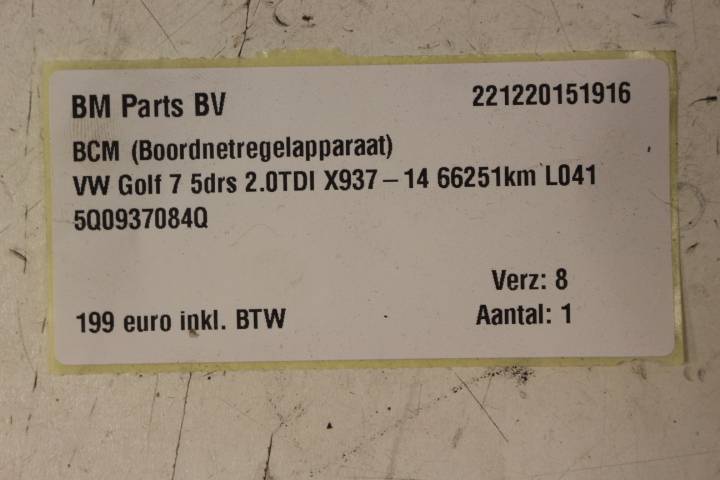 BM Parts BV 221220151916
BCM (Boordnetregelapparaat)
VW Golf 7 5drs 2.0TDI X937-14 66251km L041
5Q0937084Q
Verz: 8
199 euro inkl. BTW Aantal: 1